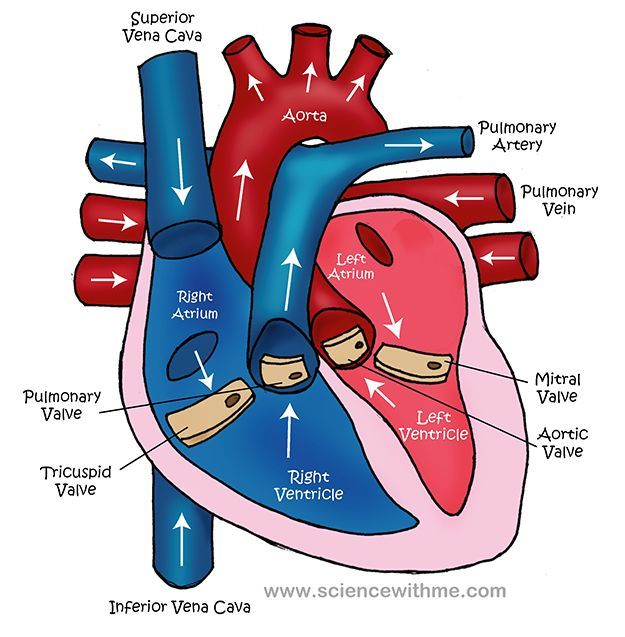 Superior
Vena Cava
Aorta
Pulmonary
Artery
Pulmonary
Vein
Left
Atrium
Right
Atrium
Pulmonary
Valve
Mitral
Valve
Left
Ventricle
Aortic
Valve
Tricuspid
Valve
Right
Ventricle
www.sciencewithme.com
Inferior Vena Cava